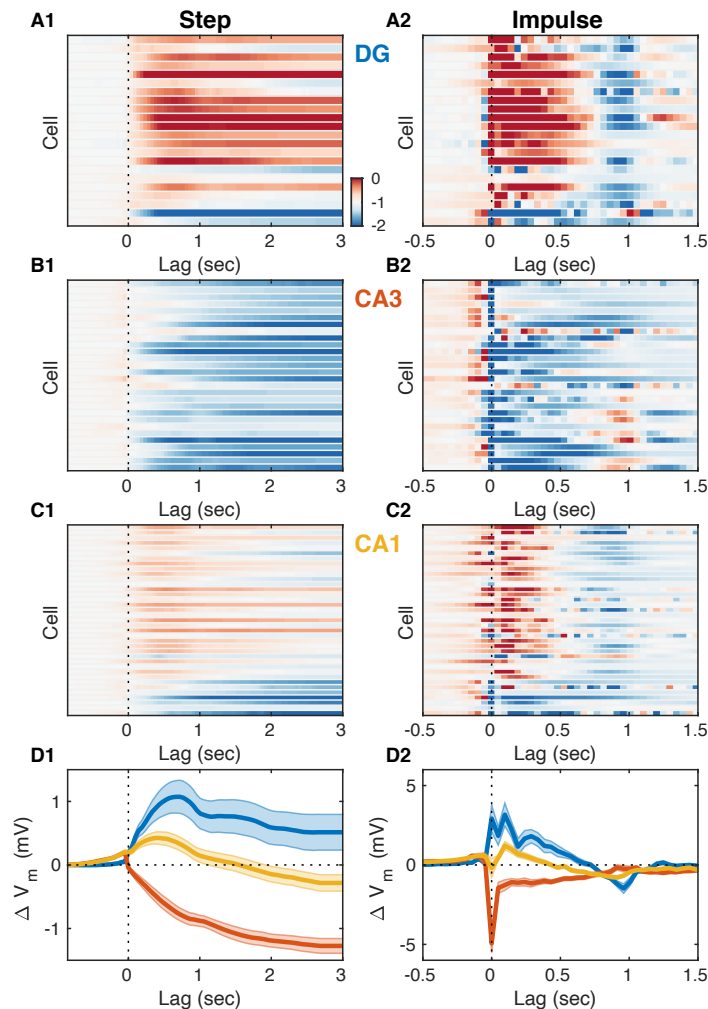 Step
Impulse
A1
A2
DG
Cell
0
-1
-2
0 1 2 3
-0.5 0 0.5 1 1.5
Lag (sec)
Lag (sec)
B1
B2
CA3
Cell
Cell
0 1 2 3
-0.5 0 0.5 1 1.5
Lag (sec)
Lag (sec)
C1
C2
CA1
Cell
Cell
0 1 2 3
-0.5 0 0.5 1 1.5
Lag (sec)
Lag (sec)
D1
D2
Δ Vm (mV)
1
0
-1
0 1 2 3
Lag (sec)
Δ Vm (mV)
5
0
-5
-0.5 0 0.5 1 1.5
Lag (sec)
Cell